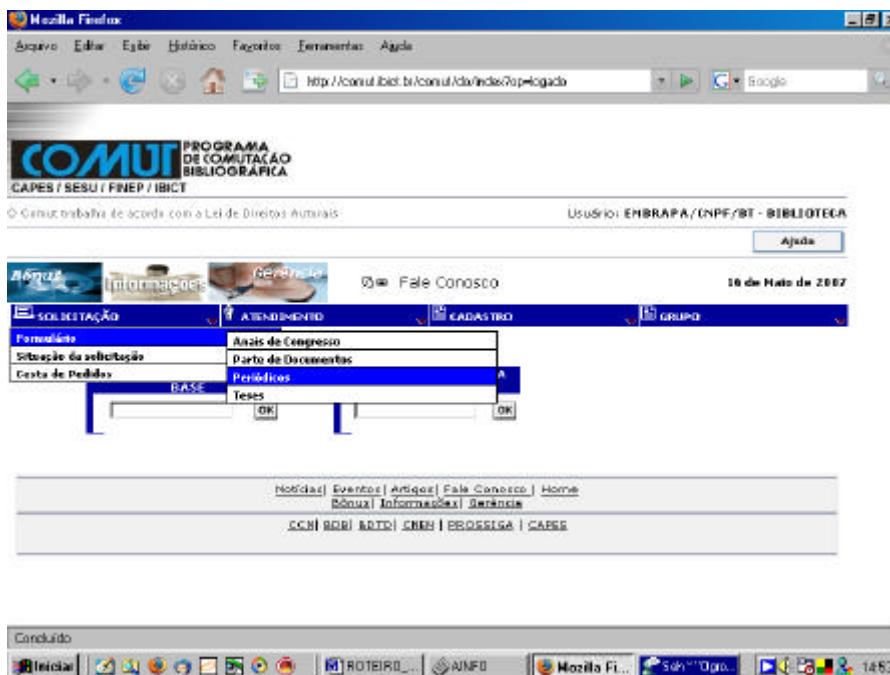 Mozilla Firefox
Arquivo Editar Exibir Histórico Favoritos Ferramentas Ajuda
http://comut.ibict.br/comut/do/index?op=logado
Google
COMUT PROGRAMA DE COMUTAÇÃO BIBLIOGRÁFICA
CAPES / SESU / FINEP / IBICT
O Comut trabalha de acordo com a Lei de Direitos Autorais
Usuário: EMBRAPA/CNPF/BT - BIBLIOTECA
Ajuda
Bônus Informações Gerência Fale Conosco 16 de Maio de 2007
SOLICITAÇÃO ATENDIMENTO CADASTRO GRUPO
Formulário
Situação da solicitação
Cesta de Pedidos
Anais de Congresso
Parte de Documentos
Periódicos
Teses
BASE
A
OK
OK
Notícias| Eventos| Artigos| Fale Conosco | Home
Bônus| Informações| Gerência
CCN| BDB| BDTD| CNEN | PROSSIGA | CAPES
Concluído
Iniciar ROTEIRO_... AINFO Mozilla Fi... 14:53